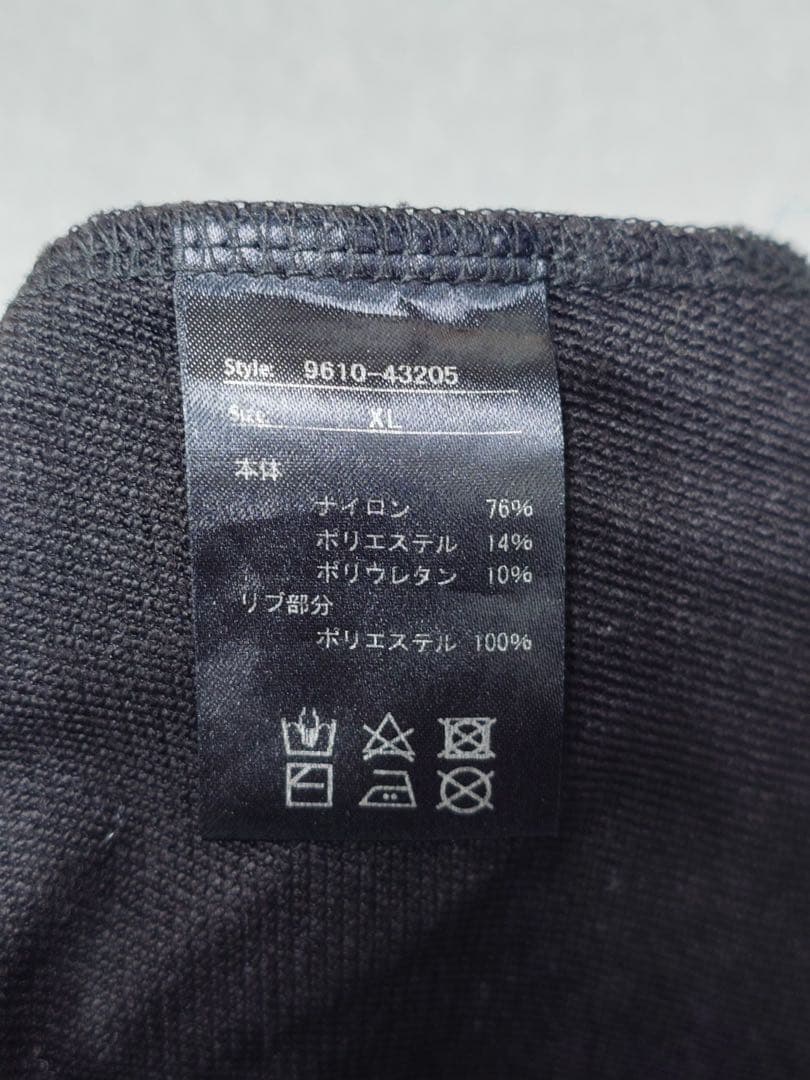 Style: 9610-43205
Size: XL
本体
ナイロン 76%
ポリエステル 14%
ポリウレタン 10%
リブ部分
ポリエステル 100%